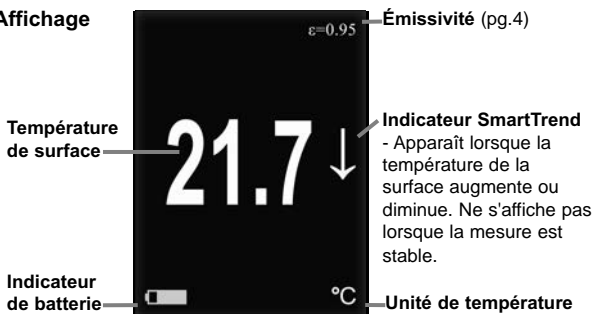 Affichage
ε=0.95
Émissivité (pg.4)
Température
de surface
21.7
Indicateur SmartTrend
- Apparaît lorsque la
température de la
surface augmente ou
diminue. Ne s'affiche pas
lorsque la mesure est
stable.
Indicateur
de batterie
°C
Unité de température